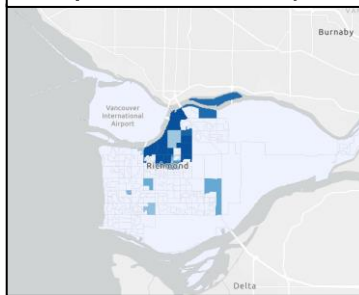 Burnaby
Vancouver
International
Airport
Richmond
Delta